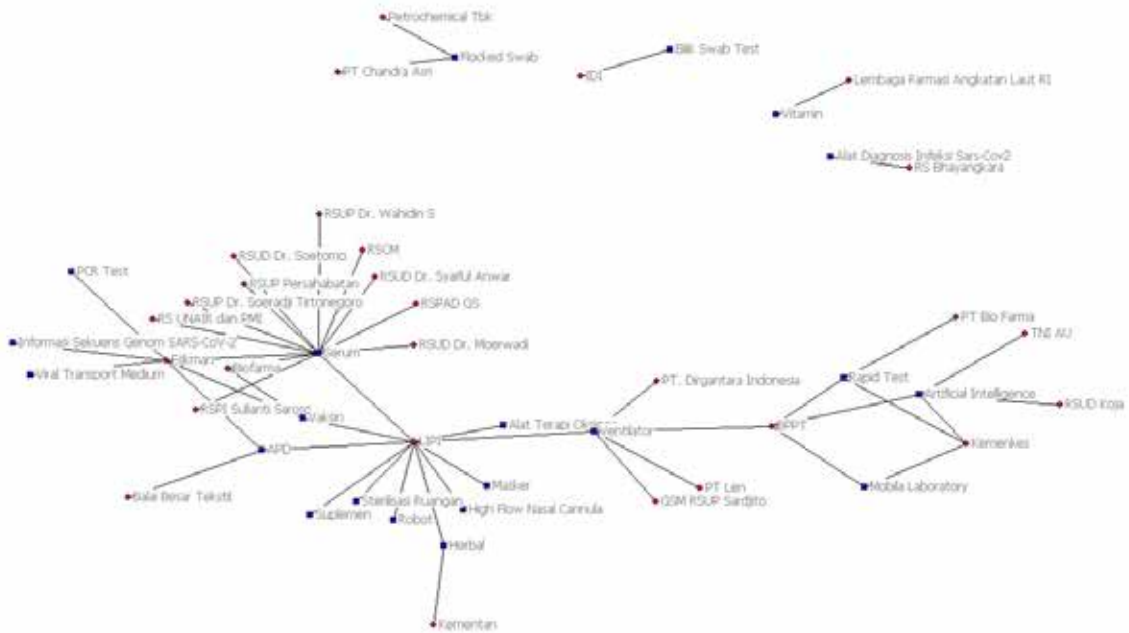 Petrochemical Tbk
Bilik Swab Test
Flocked Swab
PT Chandra Asri
IDI
Lembaga Farmasi Angkatan Laut RI
Vitamin
Alat Diagnosis Infeksi Sars-Cov2
RS Bhayangkara
RSUP Dr. Wahidin S
RSUD Dr. Soetomo
RSCM
PCR Test
RSUP Persahabatan
RSUD Dr. Syaiful Anwar
RSUP Dr. Soeradji Tirtonegoro
RSPAD GS
RS UNAIR dan PMI
PT Bio Farma
TNI AU
Informasi Sekuens Genom SARS-CoV-2
Eijkman
Serum
RSUD Dr. Moerwadi
Viral Transport Medium
Biofarma
PT. Dirgantara Indonesia
Rapid Test
Artificial Intelligence
RSUD Koja
RSPI Sulianti Saroso
Vaksin
Alat Terapi
Ventilator
BPPT
APD
LIPI
Kemenkes
Balai Besar Tekstil
Masker
PT Len
Mobile Laboratory
Sterilisasi Ruangan
High Flow Nasal Cannula
GSM RSUP Sardjito
Suplemen
Robot
Herbal
Kementan